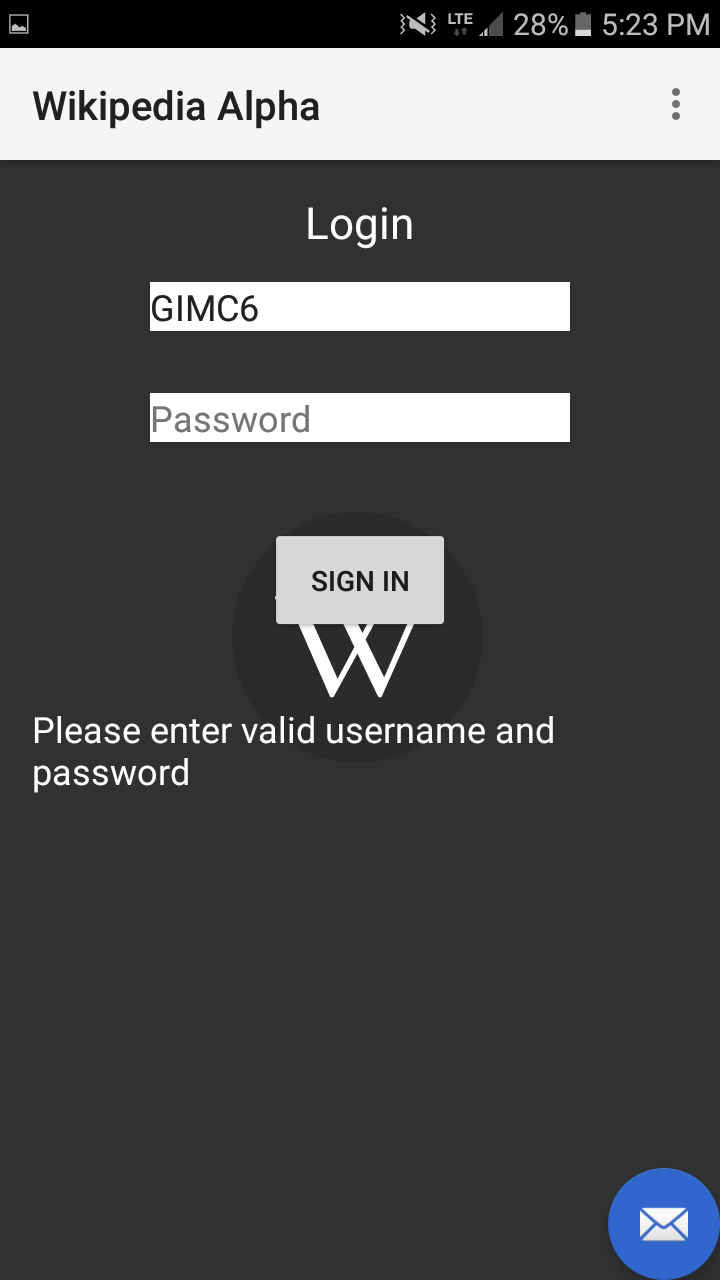 LTE 28% 5:23 PM
Wikipedia Alpha
Login
GIMC6
Password
SIGN IN
W
Please enter valid username and
password